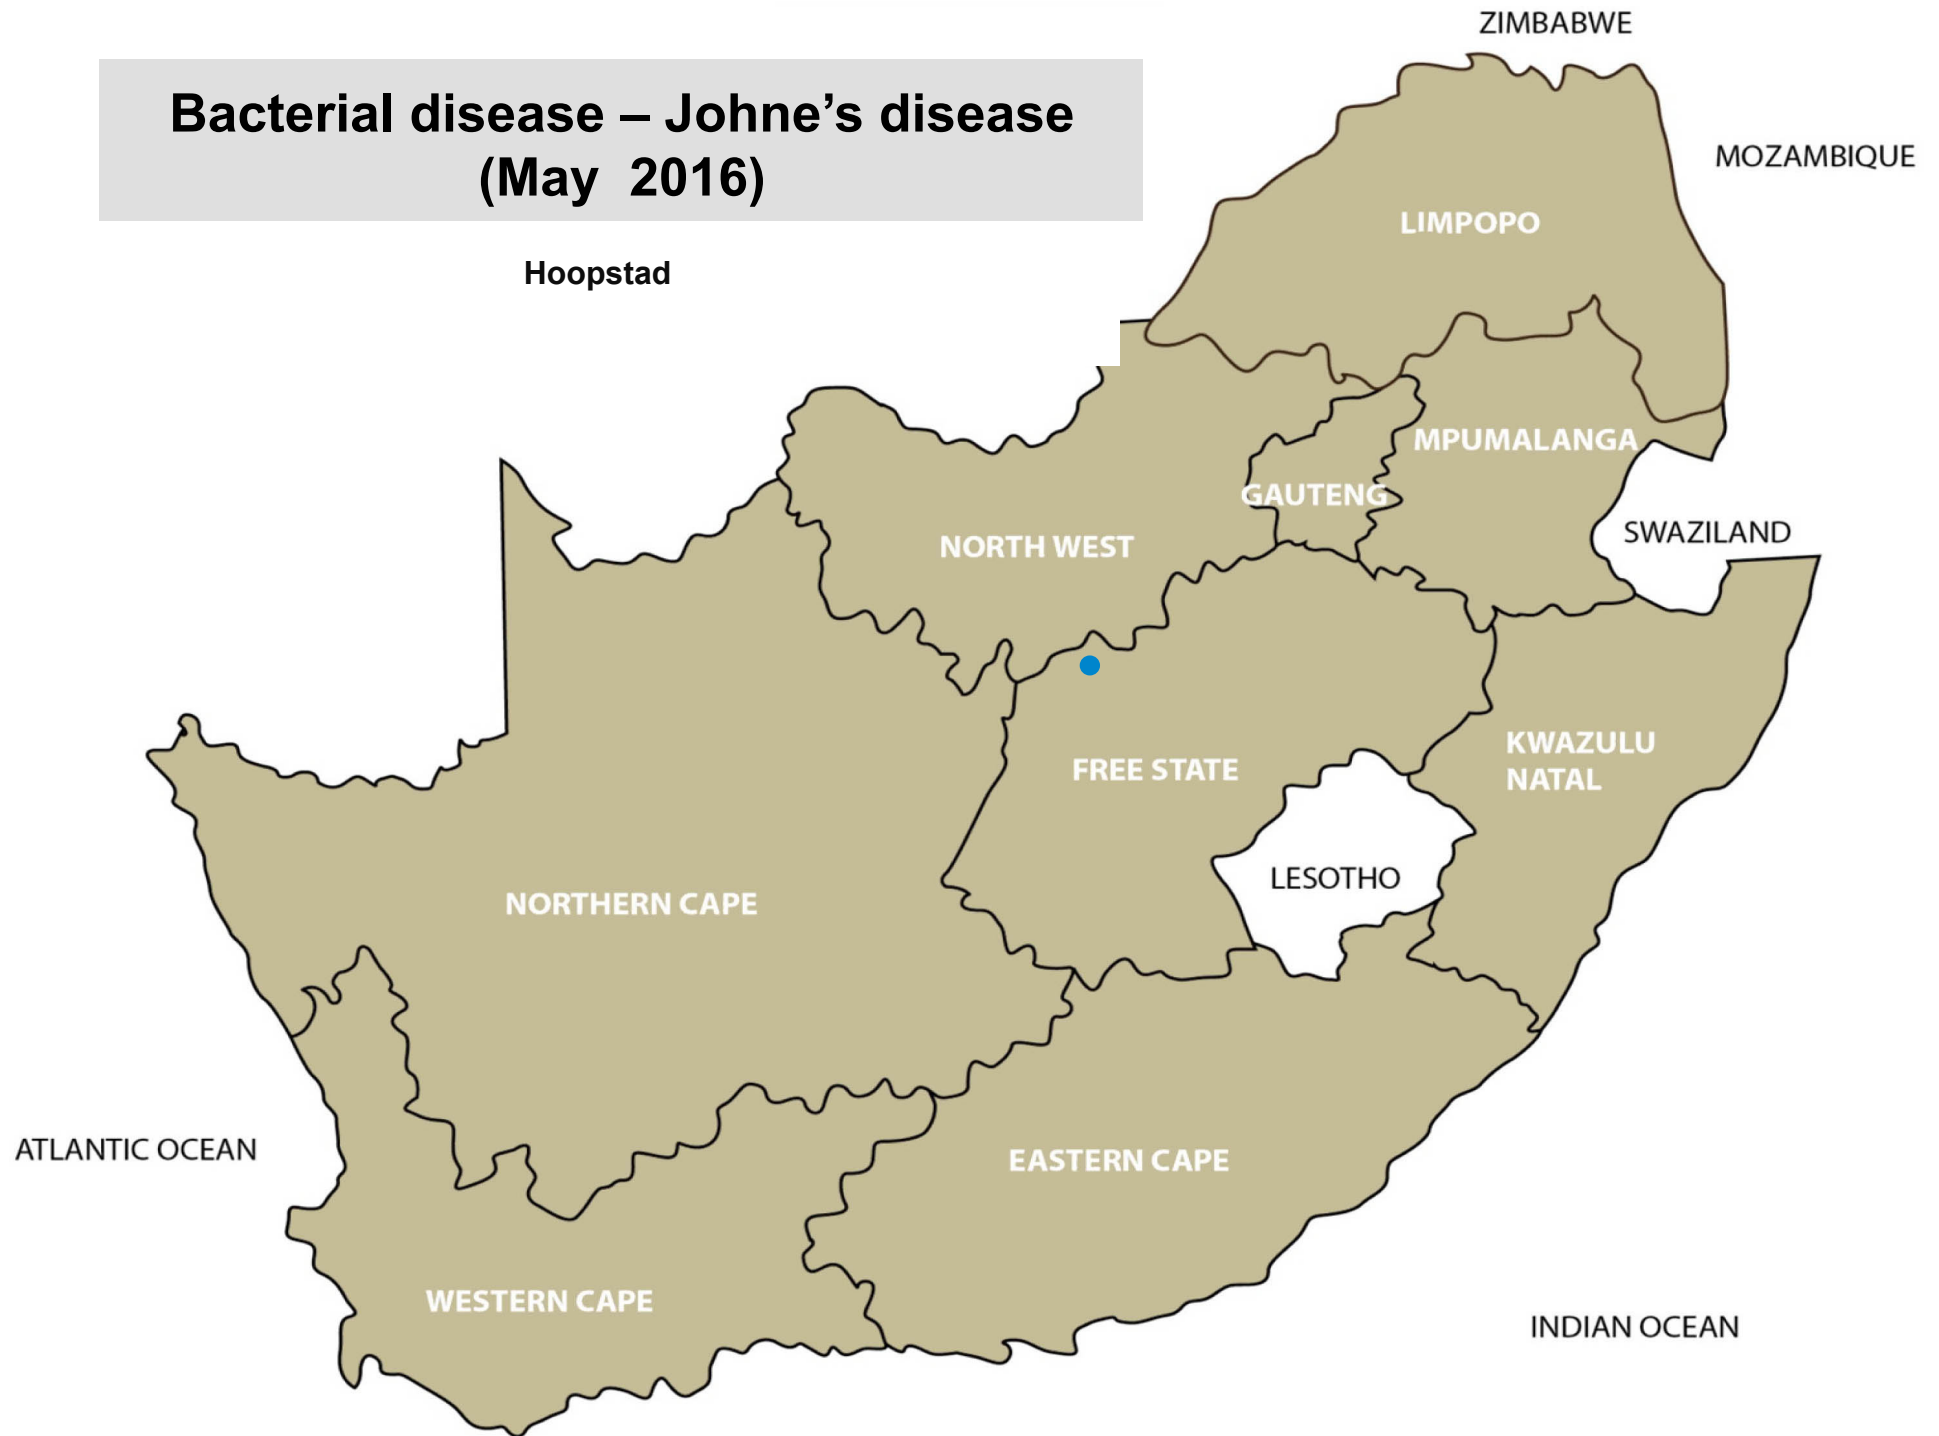 ZIMBABWE
Bacterial disease – Johne’s disease
(May  2016)
MOZAMBIQUE
LIMPOPO
Hoopstad
MPUMALANGA
GAUTENG
SWAZILAND
NORTH WEST
KWAZULU
NATAL
FREE STATE
LESOTHO
NORTHERN CAPE
ATLANTIC OCEAN
EASTERN CAPE
WESTERN CAPE
INDIAN OCEAN